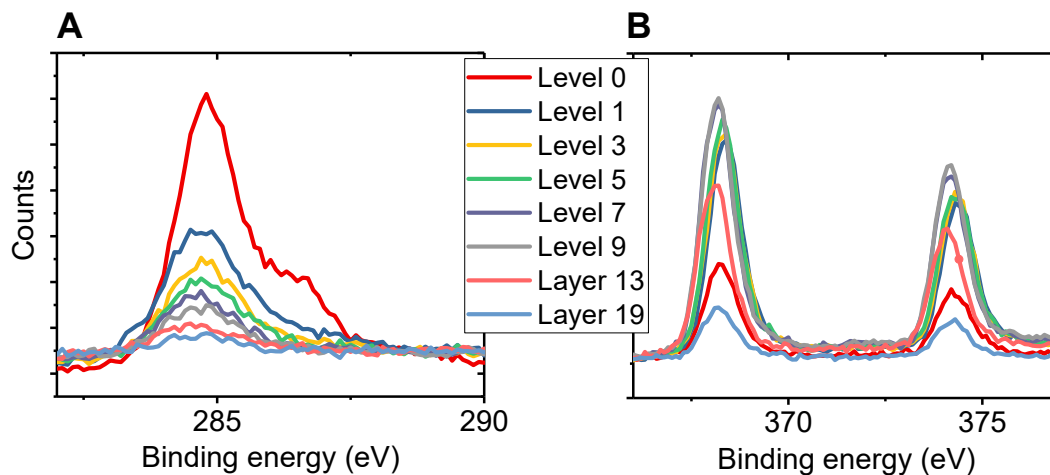 A
B
Counts
Level 0
Level 1
Level 3
Level 5
Level 7
Level 9
Layer 13
Layer 19
285
290
370
375
Binding energy (eV)
Binding energy (eV)